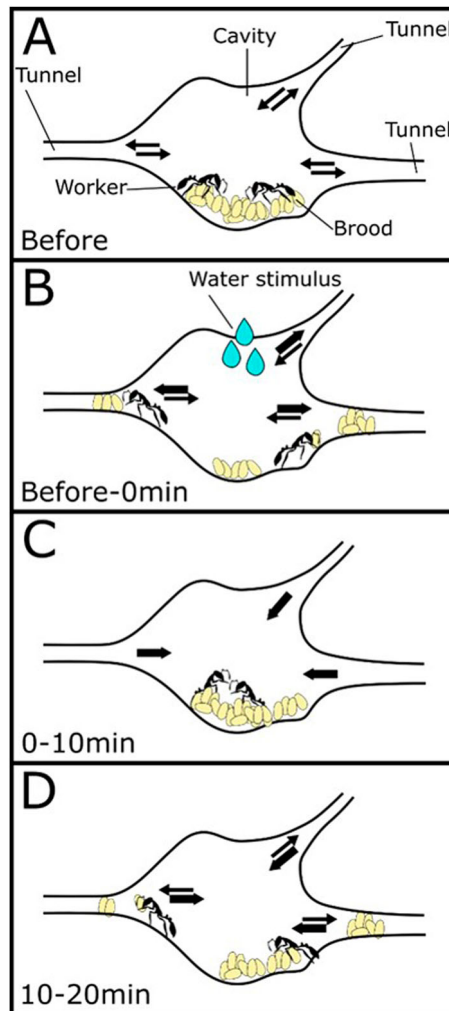 A
Cavity
Tunnel
Tunnel
Tunnel
Worker
Brood
Before
B
Water stimulus
Before-0min
C
0-10min
D
10-20min